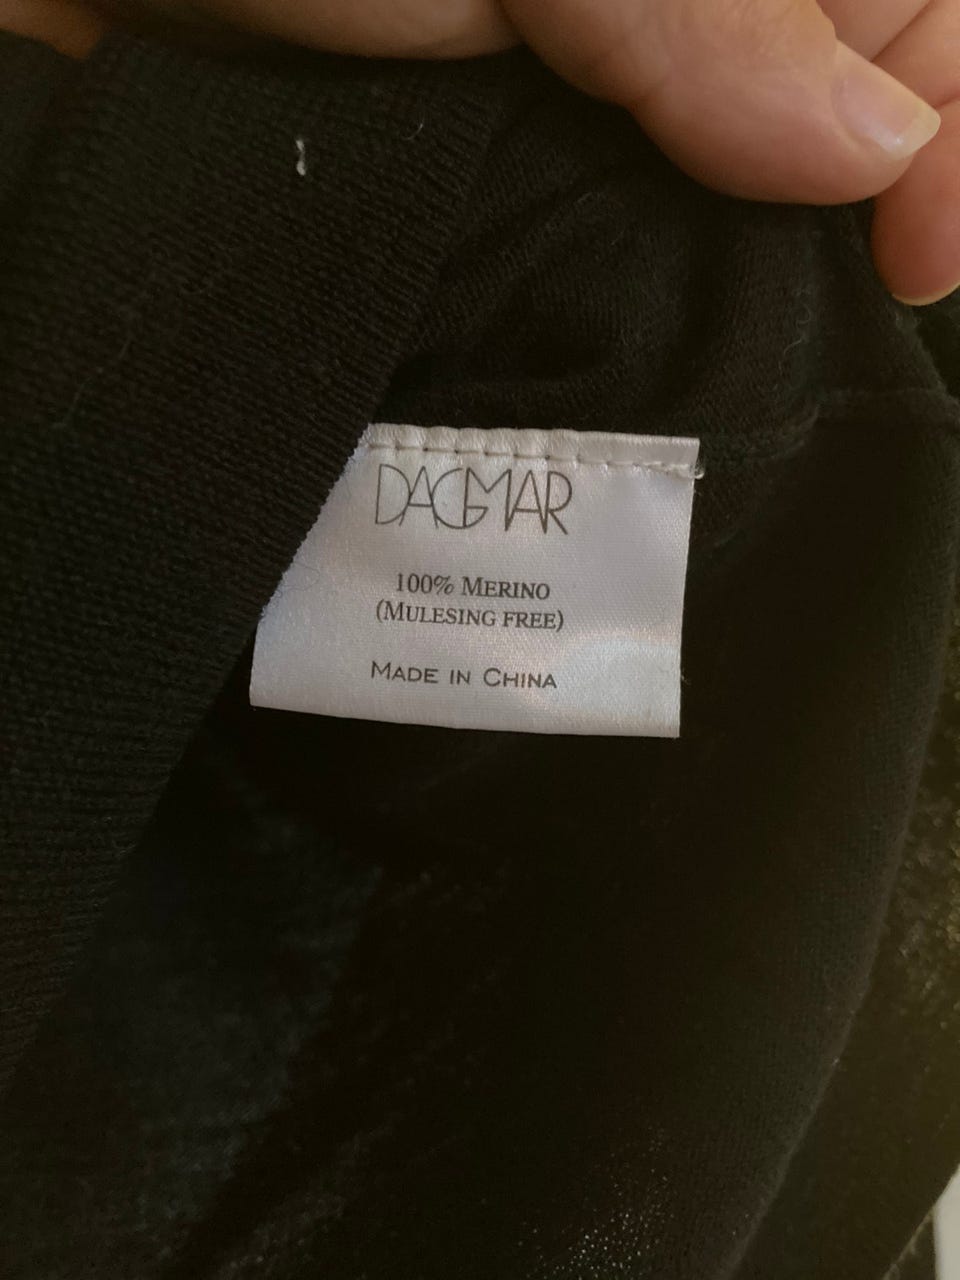 DAGMAR
100% MERINO
(MULESING FREE)
MADE IN CHINA